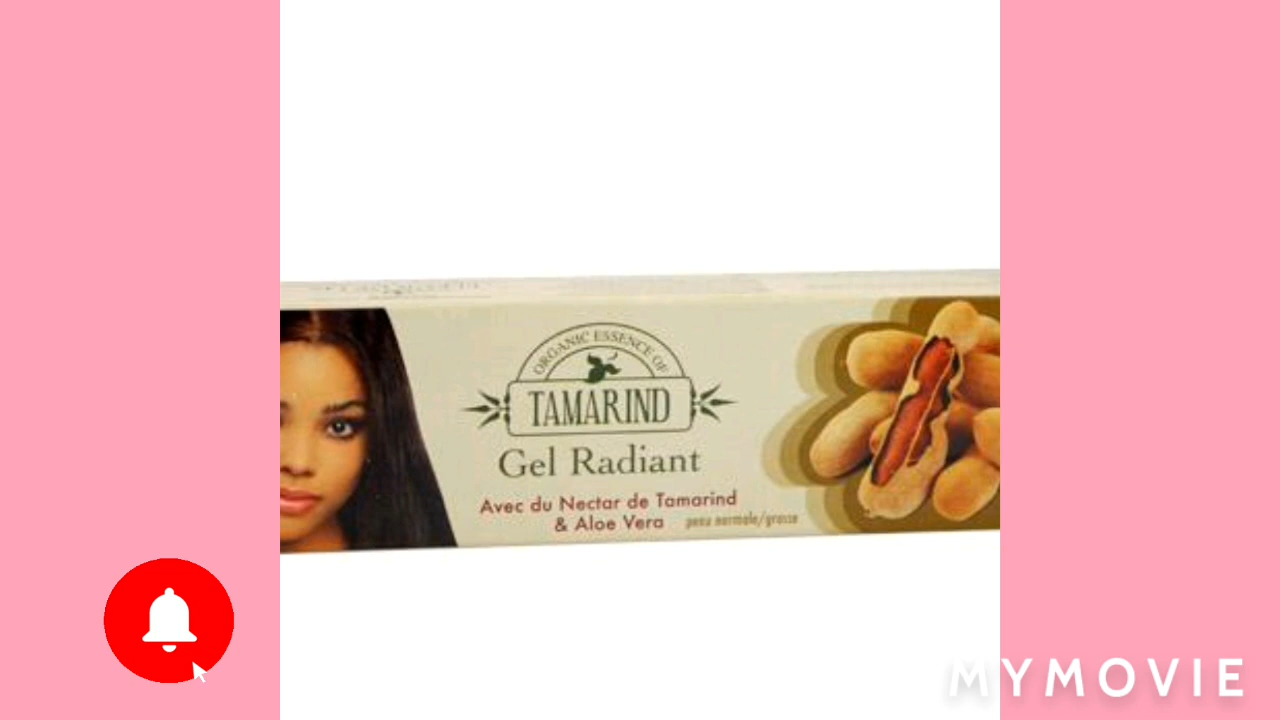 ORGANIC ESSENCE OF
TAMARIND
Gel Radiant
Avec du Nectar de Tamarind
& Aloe Vera
peau normale/grasse
MYMOVIE